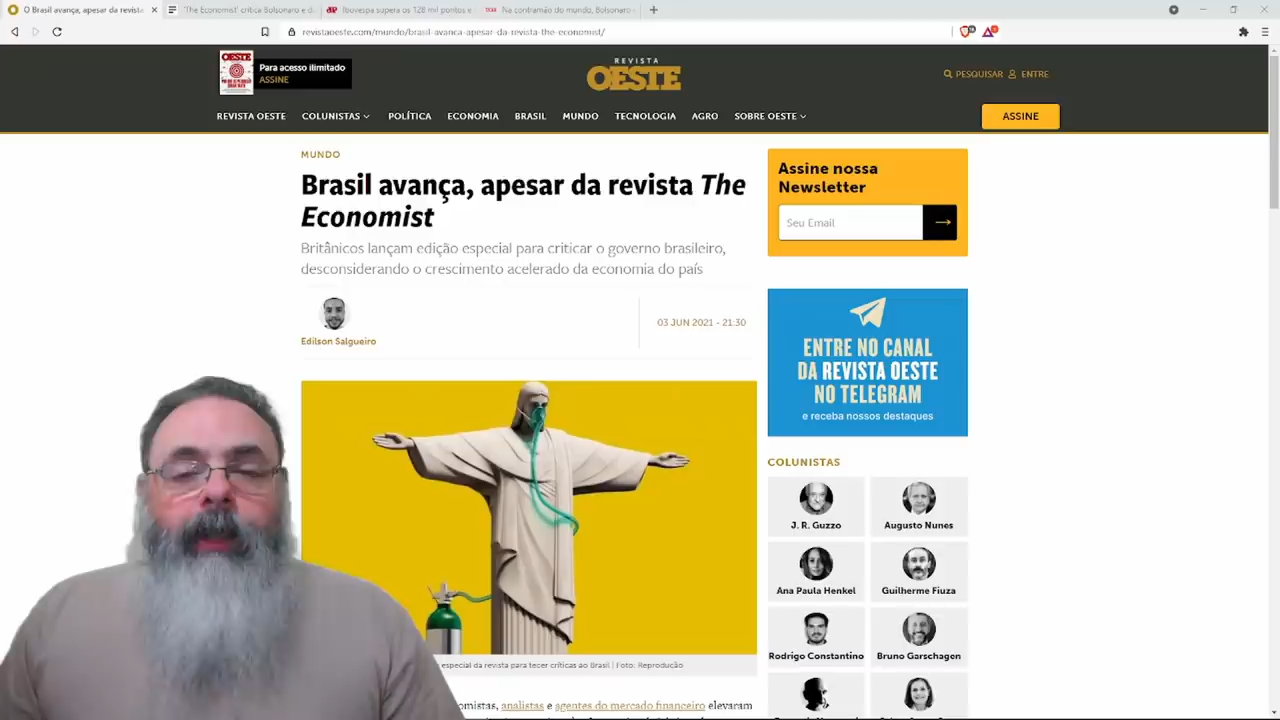 O Brasil avança, apesar da revista
'The Economist' critica Bolsonaro e d
Ibovespa supera os 128 mil pontos e
Na contramão do mundo, Bolsonaro
revistaoeste.com/mundo/brasil-avanca-apesar-da-revista-the-economist/
OESTE
Para acesso ilimitado
ASSINE
REVISTA
OESTE
PESQUISAR
ENTRE
REVISTA OESTE
COLUNISTAS
POLÍTICA
ECONOMIA
BRASIL
MUNDO
TECNOLOGIA
AGRO
SOBRE OESTE
ASSINE
MUNDO
Brasil avança, apesar da revista The
Economist
Britânicos lançam edição especial para criticar o governo brasileiro,
desconsiderando o crescimento acelerado da economia do país
Edilson Salgueiro
03 JUN 2021 - 21:30
especial da revista para tecer críticas ao Brasil | Foto: Reprodução
omistas, analistas e agentes do mercado financeiro elevaram
Assine nossa
Newsletter
Seu Email
ENTRE NO CANAL
DA REVISTA OESTE
NO TELEGRAM
e receba nossos destaques
COLUNISTAS
J. R. Guzzo
Augusto Nunes
Ana Paula Henkel
Guilherme Fiuza
Rodrigo Constantino
Bruno Garschagen